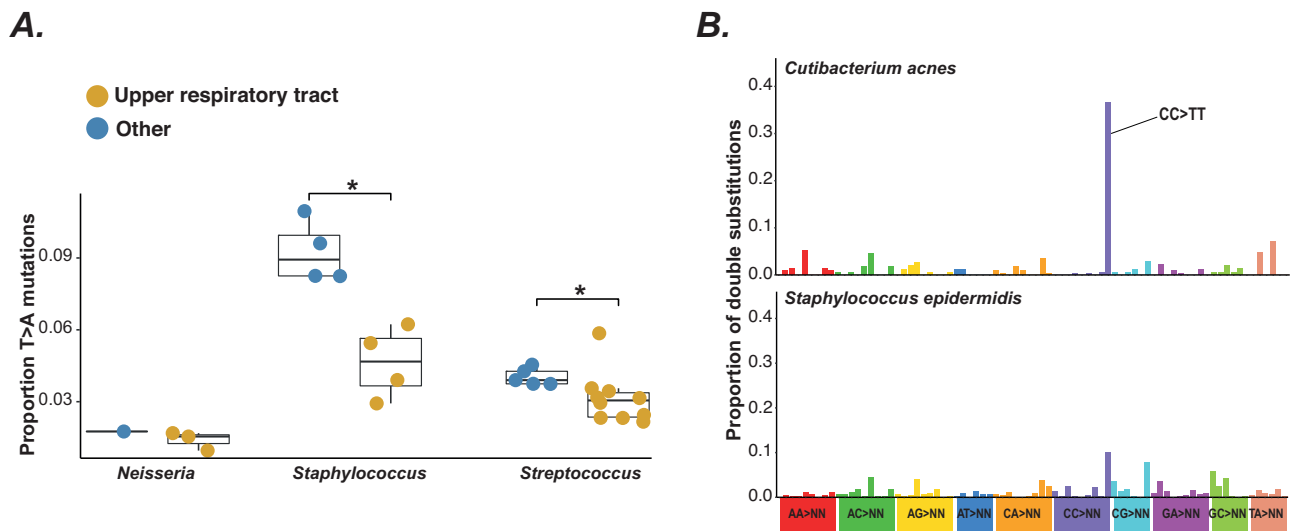 A.
Upper respiratory tract
Other
Proportion T>A mutations
0.09
0.06
0.03
*
*
Neisseria
Staphylococcus
Streptococcus
B.
Proportion of double substitutions
Cutibacterium acnes
0.4
0.3
0.4
0.1
0.0
CC>TT
Staphylococcus epidermidis
0.4
0.3
0.2
0.1
0.0
AA>NN
AC>NN
AG>NN
AT>NN
CA>NN
CC>NN
CG>NN
GA>NN
GC>NN
TA>NN